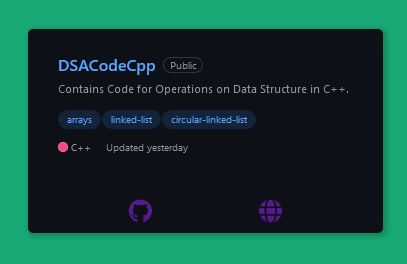 DSACodeCpp Public
Contains Code for Operations on Data Structure in C++.
arrays linked-list circular-linked-list
C++ Updated yesterday